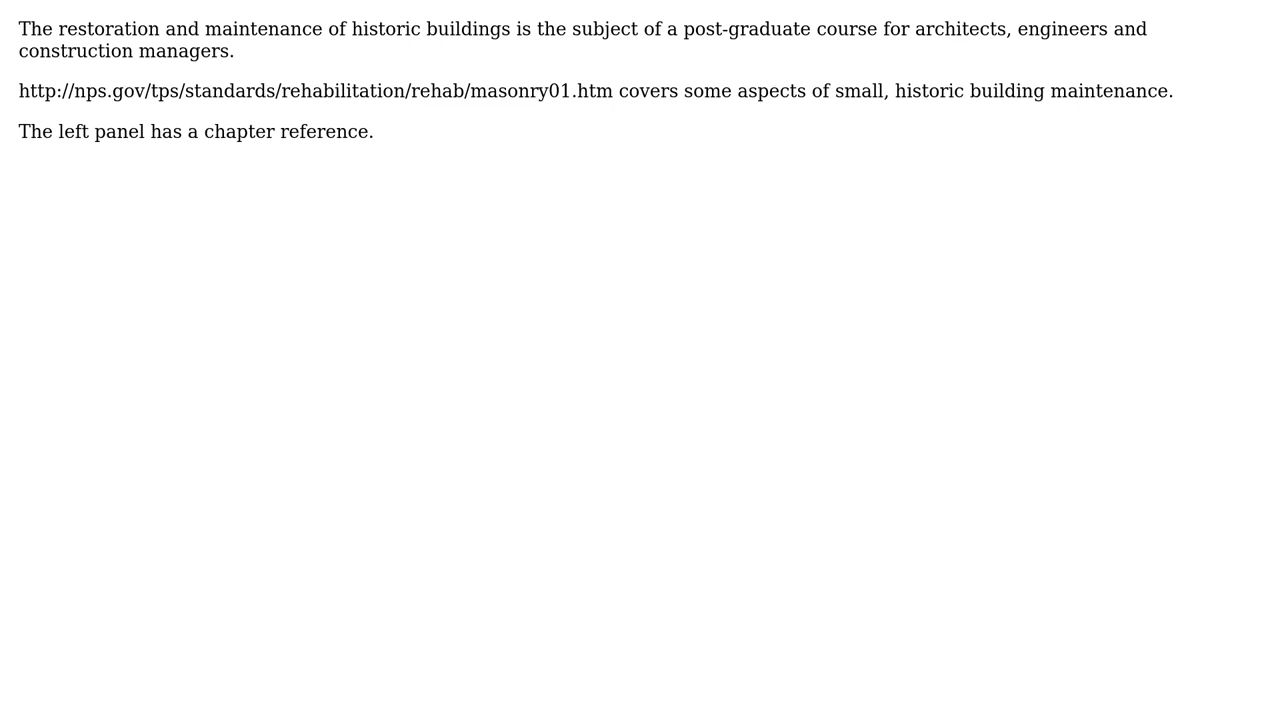 The restoration and maintenance of historic buildings is the subject of a post-graduate course for architects, engineers and
construction managers.
http://nps.gov/tps/standards/rehabilitation/rehab/masonry01.htm covers some aspects of small, historic building maintenance.
The left panel has a chapter reference.